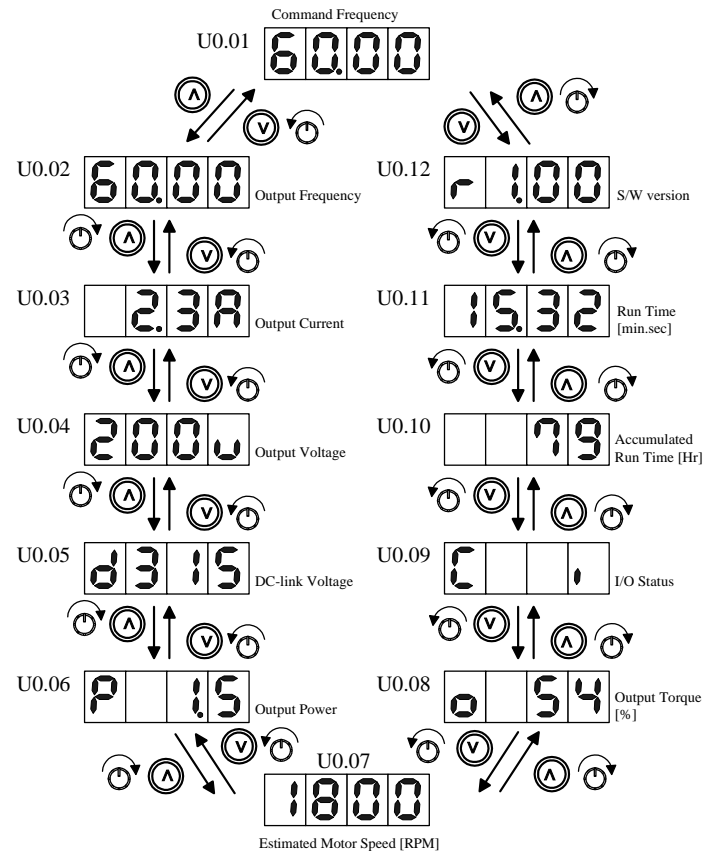 Command Frequency
U0.01 60.00
U0.02 60.00 Output Frequency
U0.12 r 1.00 S/W version
U0.03 2.3A Output Current
U0.11 15.32 Run Time
[min.sec]
U0.04 200u Output Voltage
U0.10 79 Accumulated
Run Time [Hr]
U0.05 d315 DC-link Voltage
U0.09 C ı I/O Status
U0.06 P 1.5 Output Power
U0.08 o 54 Output Torque
[%]
U0.07
1800
Estimated Motor Speed [RPM]